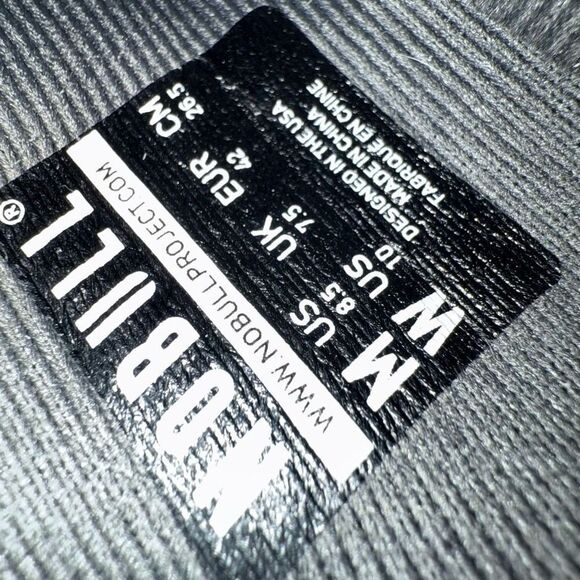 NOBULL®
WWW.NOBULLPROJECT.COM
M US UK EUR CM
8.5 7.5 42 26.5
W US
10
DESIGNED IN THE USA
MADE IN CHINA
FABRIQUE EN CHINE